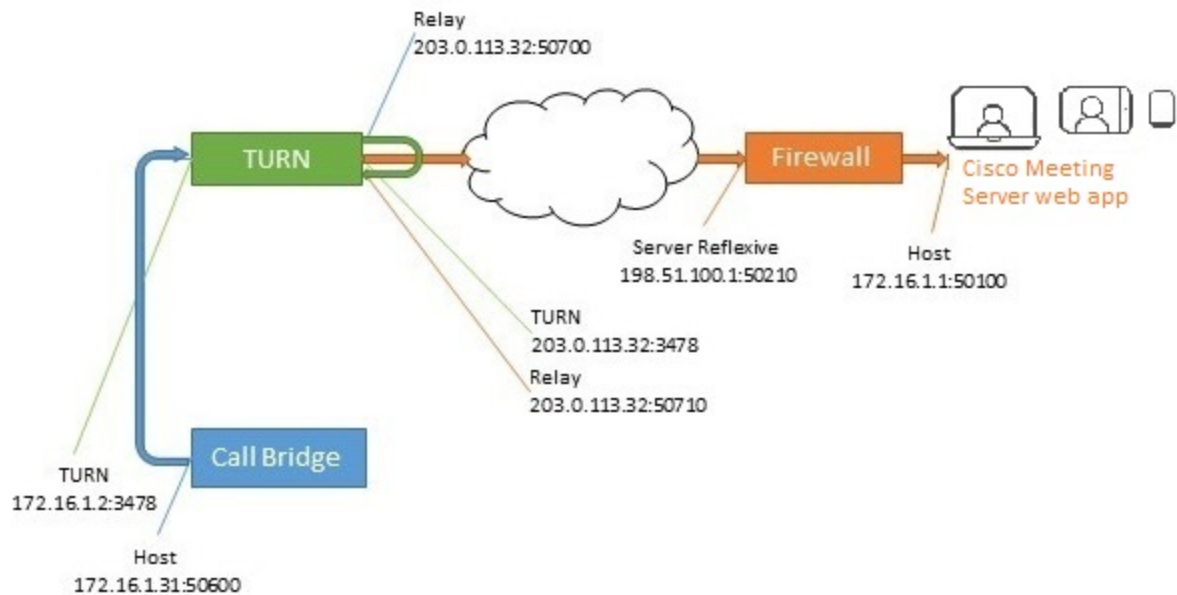 Relay
203.0.113.32:50700
TURN
Firewall
Cisco Meeting
Server web app
Server Reflexive
198.51.100.1:50210
Host
172.16.1.1:50100
TURN
203.0.113.32:3478
Relay
203.0.113.32:50710
Call Bridge
TURN
172.16.1.2:3478
Host
172.16.1.31:50600